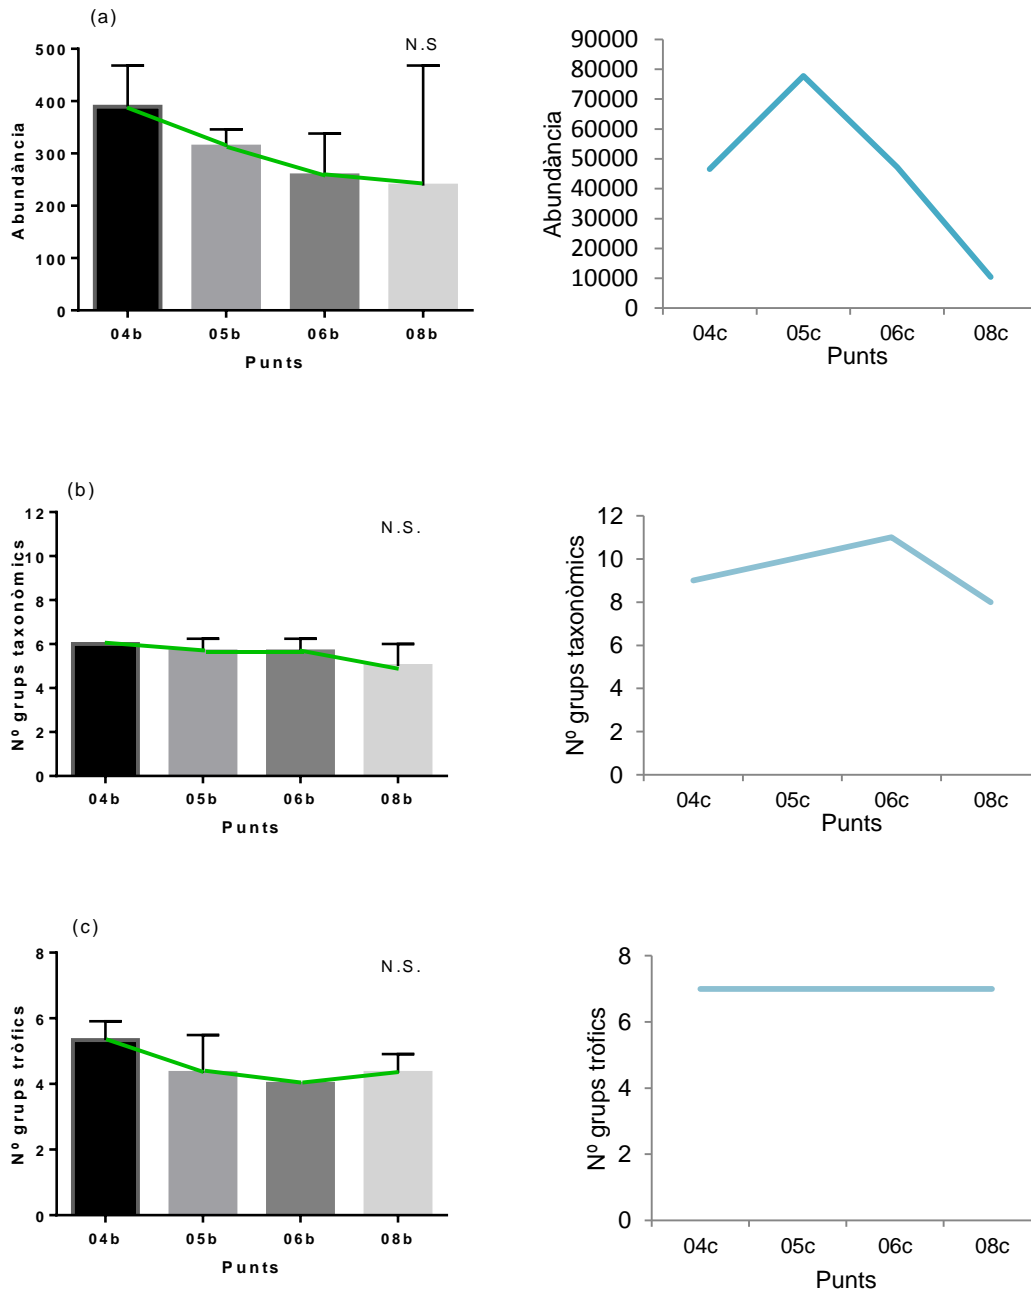 (a)
N.S
500
400
300
200
100
0
Abundància
04b 05b 06b 08b
Punts
90000
80000
70000
60000
50000
40000
30000
20000
10000
0
Abundància
04c 05c 06c 08c
Punts
(b)
N.S.
12
10
8
6
4
2
0
Nº grups taxonòmics
04b 05b 06b 08b
Punts
12
10
8
6
4
2
0
Nº grups taxonòmics
04c 05c 06c 08c
Punts
(c)
N.S.
8
6
4
2
0
Nº grups tròfics
04b 05b 06b 08b
Punts
8
6
4
2
0
Nº grups tròfics
04c 05c 06c 08c
Punts